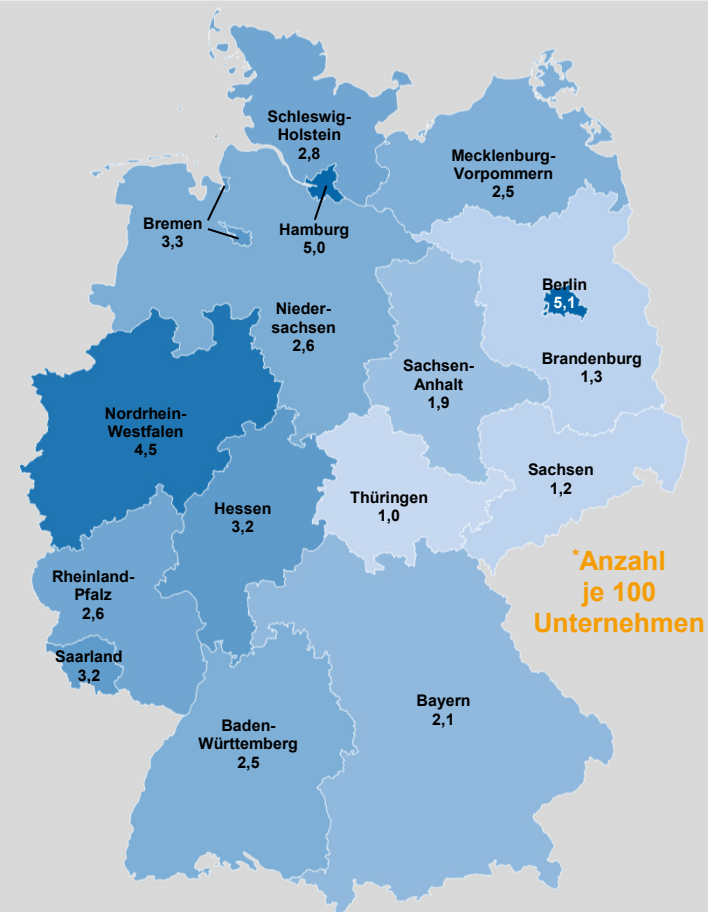 Schleswig-
Holstein
2,8
Mecklenburg-
Vorpommern
2,5
Bremen
3,3
Hamburg
5,0
Berlin
5,1
Nieder-
sachsen
2,6
Brandenburg
1,3
Sachsen-
Anhalt
1,9
Nordrhein-
Westfalen
4,5
Sachsen
1,2
Thüringen
1,0
Hessen
3,2
*Anzahl
je 100
Unternehmen
Rheinland-
Pfalz
2,6
Saarland
3,2
Bayern
2,1
Baden-
Württemberg
2,5